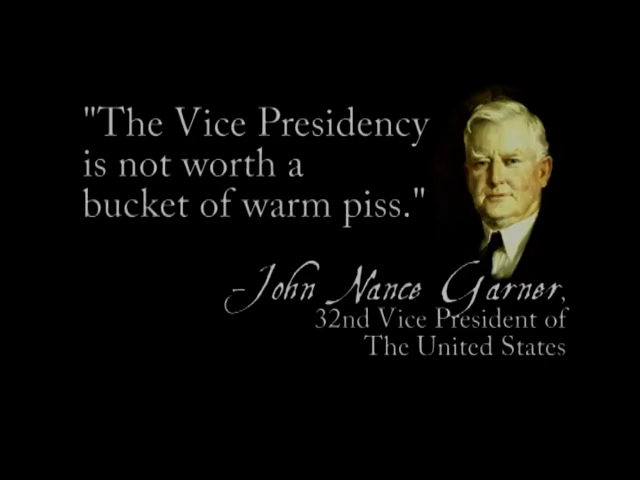 "The Vice Presidency
is not worth a
bucket of warm piss."
-John Nance Garner,
32nd Vice President of
The United States